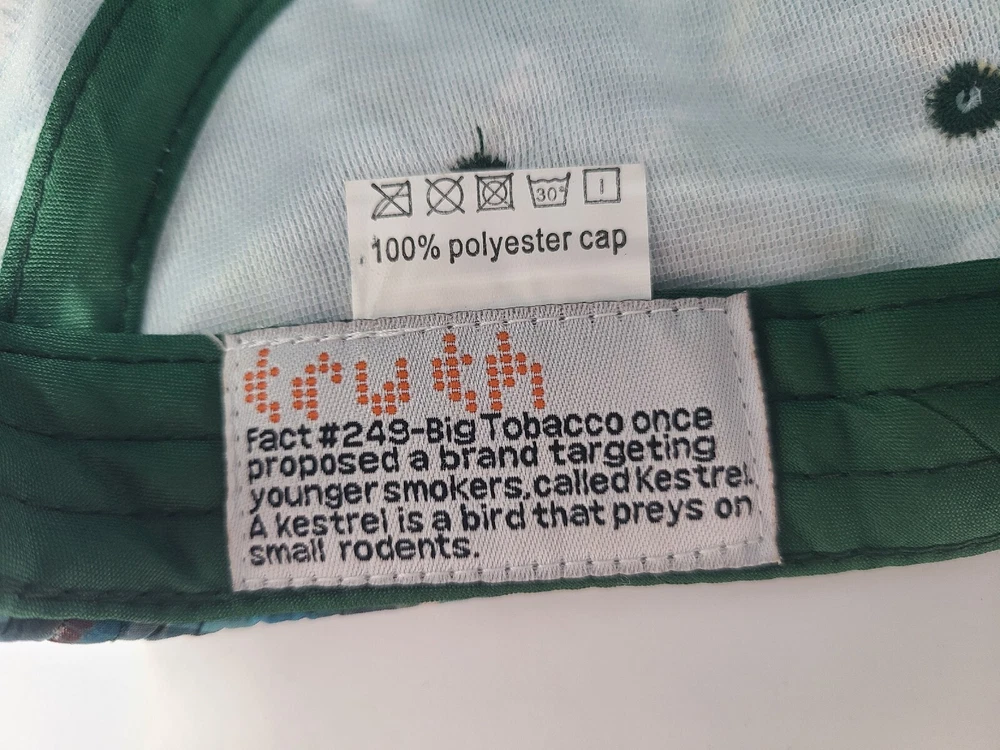 30°
100% polyester cap
truth
Fact #249-Big Tobacco once
proposed a brand targeting
younger smokers, called Kestrel.
A kestrel is a bird that preys on
small rodents.